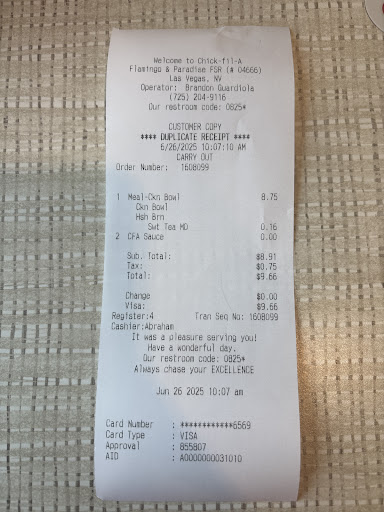 Welcome to Chick-fil-A
Flamingo & Paradise FSR (# 04666)
Las Vegas, NV
Operator: Brandon Guardiola
(725) 204-9116
Our restroom code: 0825*
CUSTOMER COPY
**** DUPLICATE RECEIPT ****
6/26/2025 10:07:10 AM
CARRY OUT
Order Number: 1608099
1 Meal-Ckn Bowl 8.75
Ckn Bowl
Hsh Brn
Swt Tea MD 0.16
2 CFA Sauce 0.00
Sub. Total: $8.91
Tax: $0.75
Total: $9.66
Change $0.00
Visa: $9.66
Register:4 Tran Seq No: 1608099
Cashier:Abraham
It was a pleasure serving you!
Have a wonderful day.
Our restroom code: 0825*
Always chase your EXCELLENCE
Jun 26 2025 10:07 am
Card Number : ************6569
Card Type : VISA
Approval : 855807
AID : A0000000031010